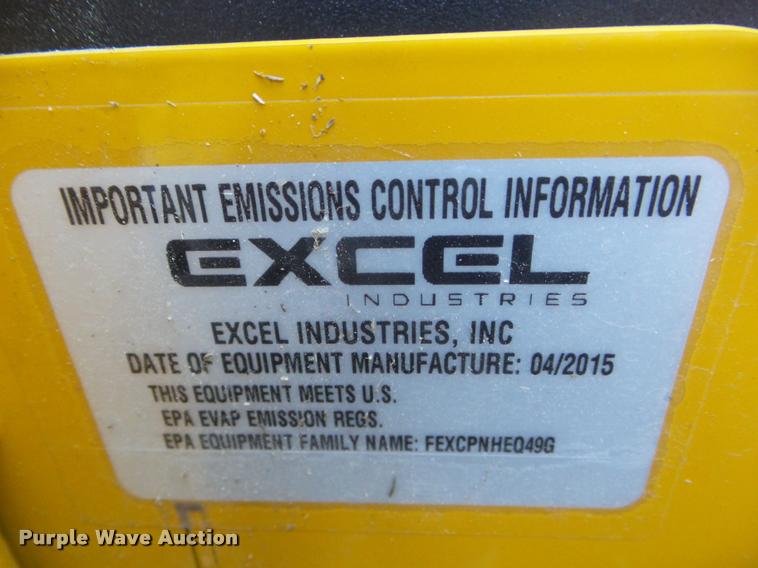 IMPORTANT EMISSIONS CONTROL INFORMATION
EXCEL
INDUSTRIES
EXCEL INDUSTRIES, INC
DATE OF EQUIPMENT MANUFACTURE: 04/2015
THIS EQUIPMENT MEETS U.S.
EPA EVAP EMISSION REGS.
EPA EQUIPMENT FAMILY NAME: FEXCPNHEQ49G
Purple Wave Auction